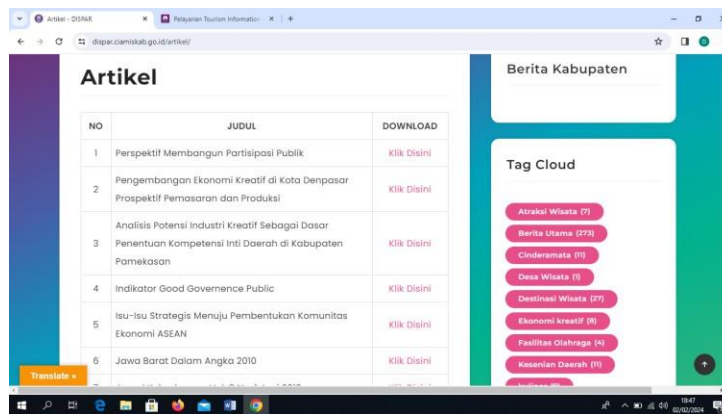 Artikel - DISPAR
Pelayanan Tourism Information
dispar.ciamiskab.go.id/artikel/
Artikel
NO JUDUL DOWNLOAD
1 Perspektif Membangun Partisipasi Publik Klik Disini
2 Pengembangan Ekonomi Kreatif di Kota Denpasar
Prospektif Pemasaran dan Produksi
Klik Disini
3 Analisis Potensi Industri Kreatif Sebagai Dasar
Penentuan Kompetensi Inti Daerah di Kabupaten
Pamekasan
Klik Disini
4 Indikator Good Governence Public Klik Disini
5 Isu-Isu Strategis Menuju Pembentukan Komunitas
Ekonomi ASEAN
Klik Disini
6 Jawa Barat Dalam Angka 2010 Klik Disini
Berita Kabupaten
Tag Cloud
Atraksi Wisata (7)
Berita Utama (273)
Cinderamata (11)
Desa Wisata (1)
Destinasi Wisata (27)
Ekonomi kreatif (8)
Fasilitas Olahraga (4)
Kesenian Daerah (11)
Translate »
18:47
02/02/2024